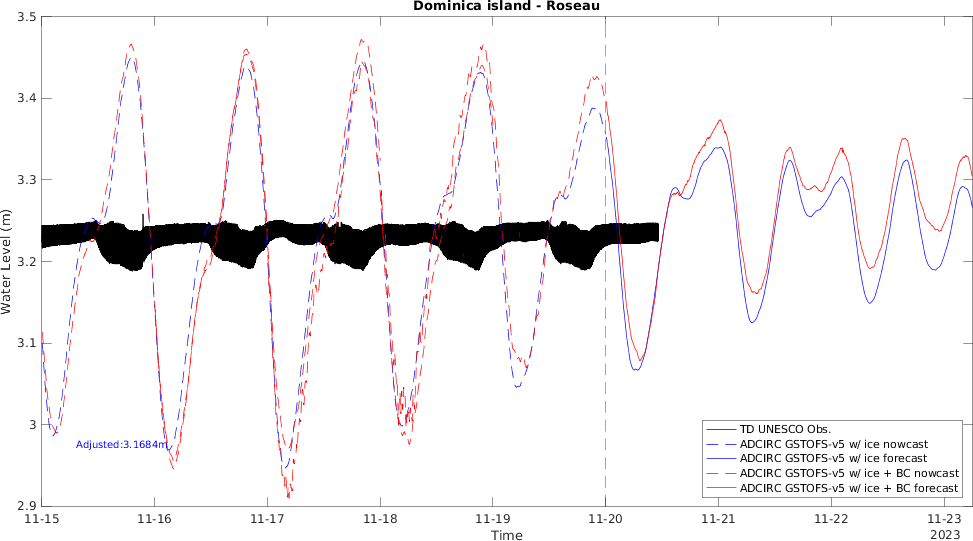 Dominica island - Roseau
3.5
3.4
3.3
3.2
3.1
3
2.9
Water Level (m)
Adjusted:3.1684m
TD UNESCO Obs.
ADCIRC GSTOFS-v5 w/ ice nowcast
ADCIRC GSTOFS-v5 w/ ice forecast
ADCIRC GSTOFS-v5 w/ ice + BC nowcast
ADCIRC GSTOFS-v5 w/ ice + BC forecast
11-15 11-16 11-17 11-18 11-19 11-20 11-21 11-22 11-23
Time 2023